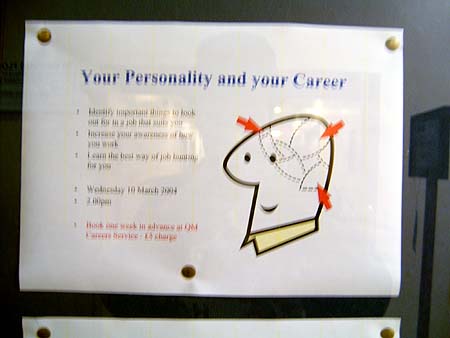 Your Personality and your Career
Identify important things to look
out for in a job that suits you
Increase your awareness of how
you work
Learn the best way of job hunting
for you
Wednesday 10 March 2004
2.00pm
Book one week in advance at QM
Careers Service - £5 charge